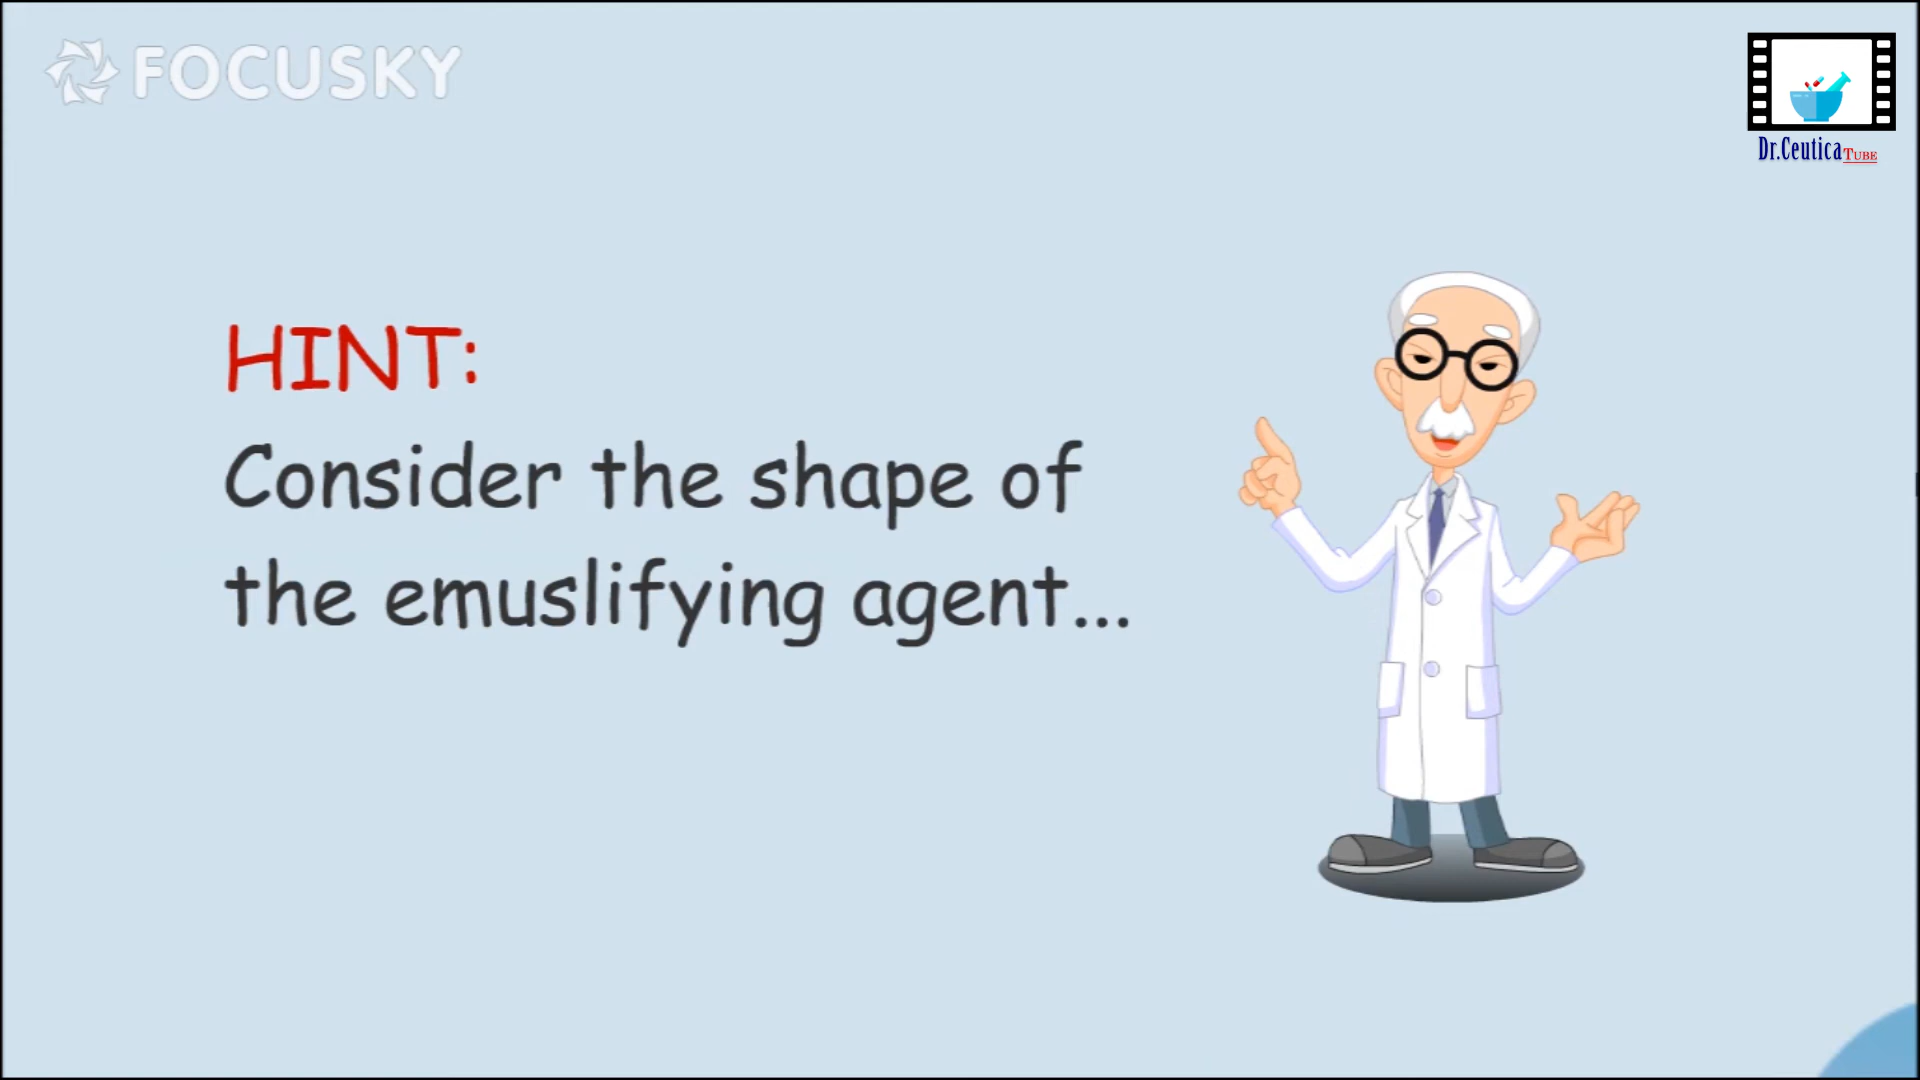 FOCUSKY
Dr.Ceutica TUBE
HINT:
Consider the shape of
the emuslifying agent...